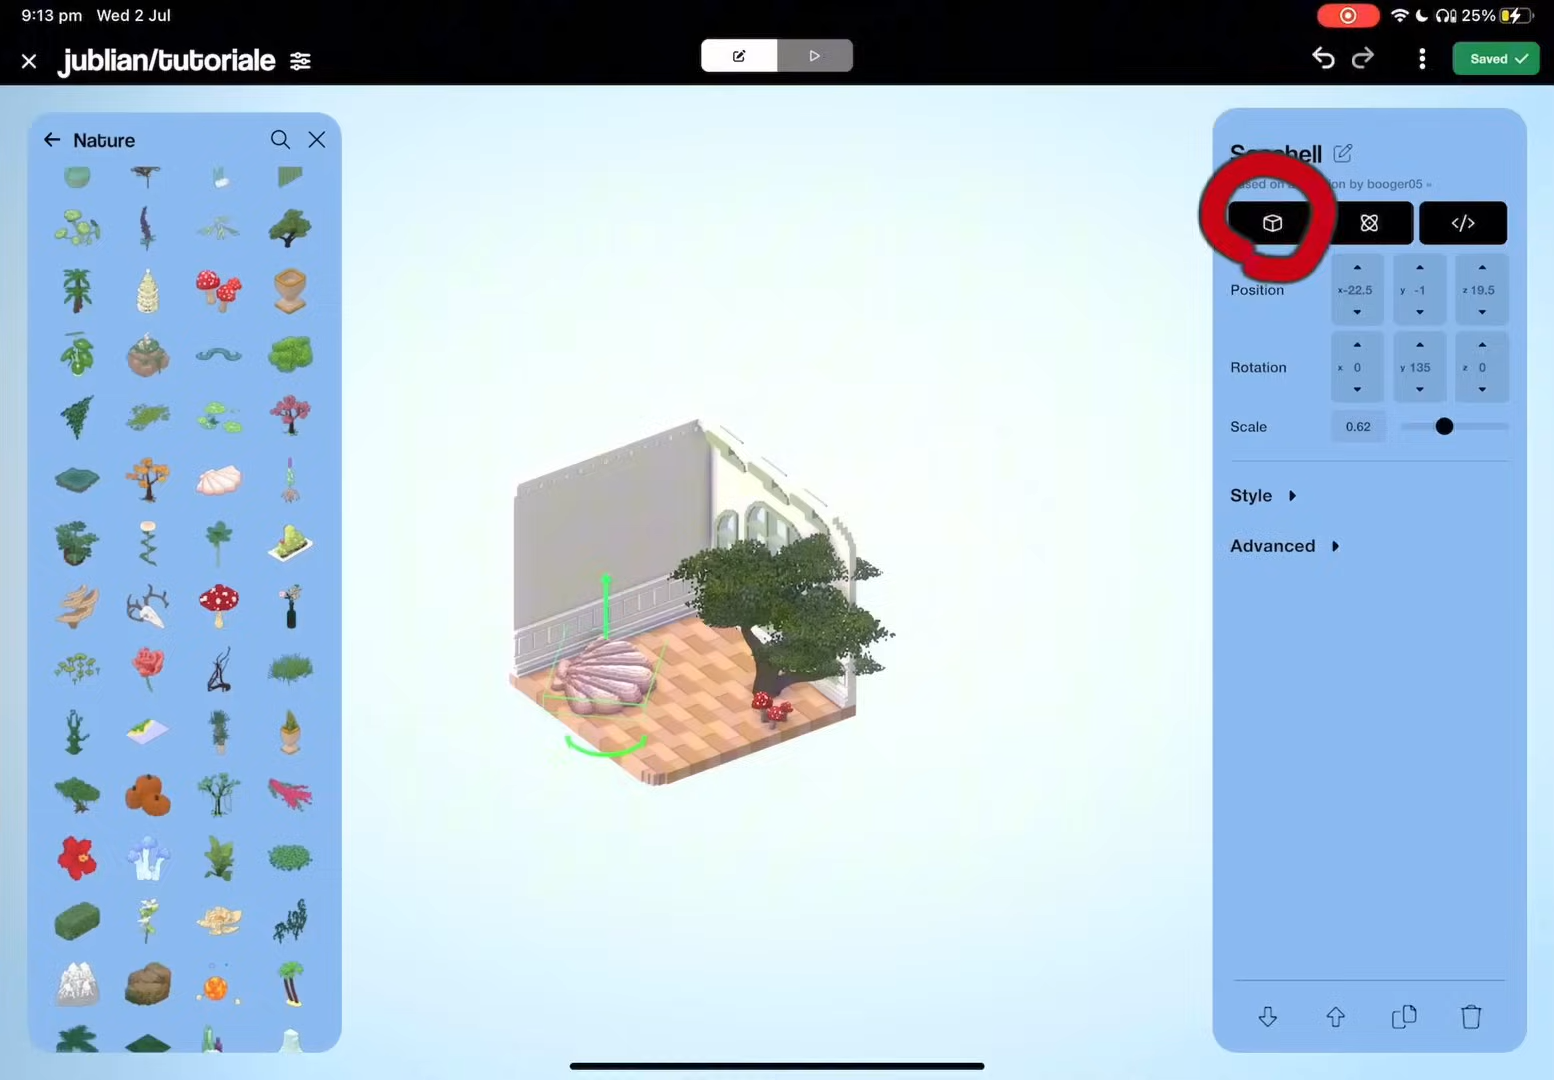 9:13 pm Wed 2 Jul
25%
jublian/tutoriale
Saved
Nature
by booger05
</>
Position
x-22.5
y -1
z 19.5
Rotation
x 0
y 135
z 0
Scale
0.62
Style
Advanced